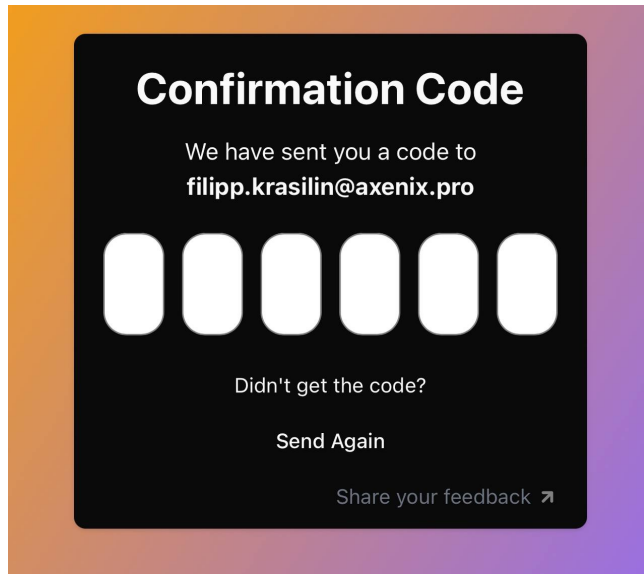 Confirmation Code
We have sent you a code to
filipp.krasilin@axenix.pro
Didn't get the code?
Send Again
Share your feedback